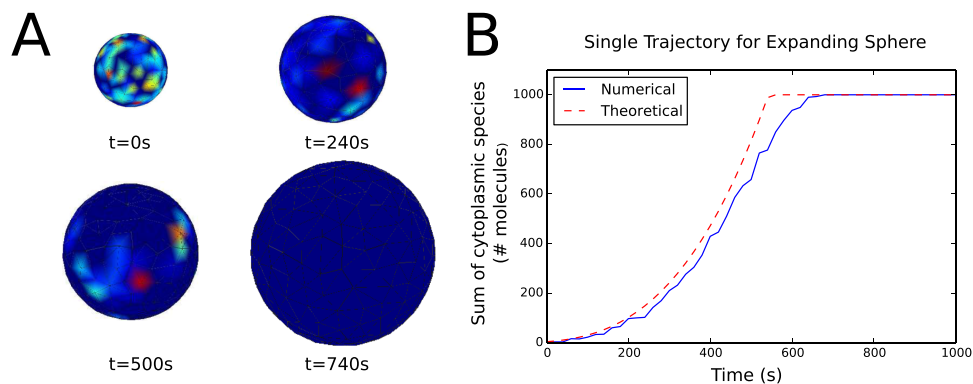 A
t=0s
t=240s
t=500s
t=740s
B
Single Trajectory for Expanding Sphere
Sum of cytoplasmic species
(# molecules)
Numerical
Theoretical
1000
800
600
400
200
0
0 200 400 600 800 1000
Time (s)